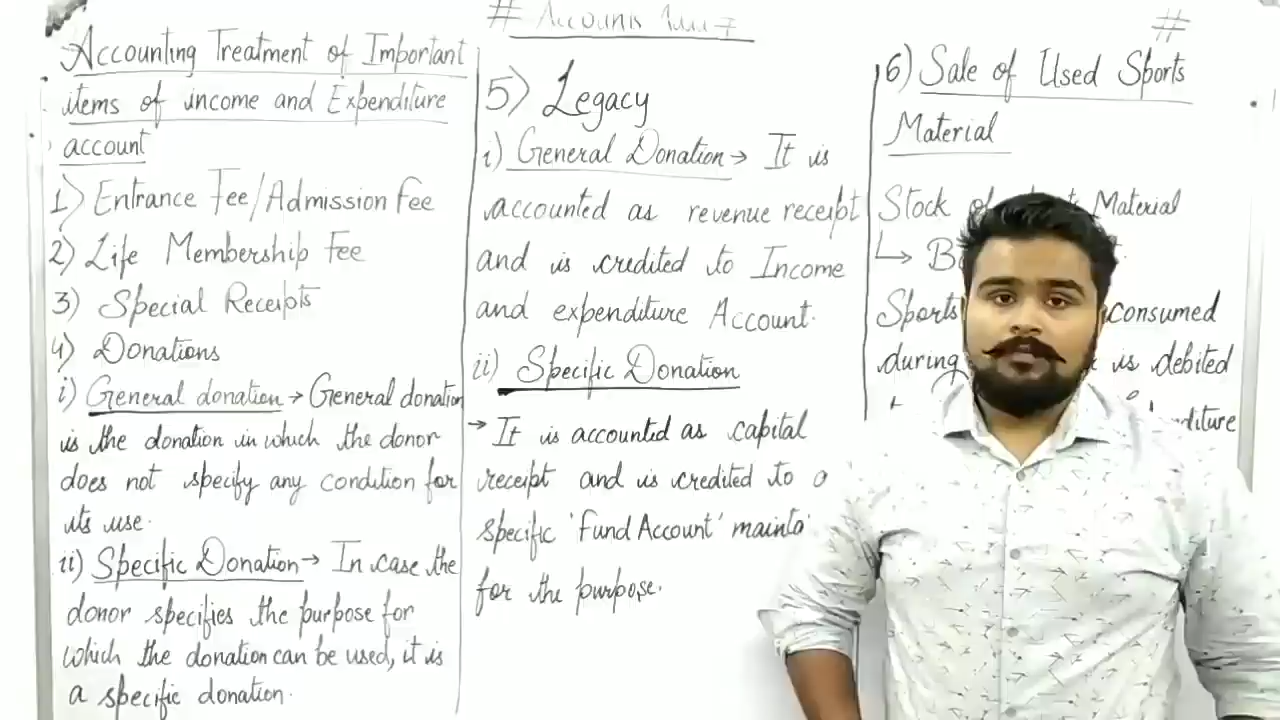 # Accounts
Accounting Treatment of Important
items of income and Expenditure
account
1) Entrance Fee/Admission Fee
2) Life Membership Fee
3) Special Receipts
4) Donations
i) General donation → General donation
is the donation in which the donor
does not specify any condition for
its use.
ii) Specific Donation → In case the
donor specifies the purpose for
which the donation can be used, it is
a specific donation.
5) Legacy
i) General Donation → It is
accounted as revenue receipt
and is credited to Income
and expenditure Account.
ii) Specific Donation
→ It is accounted as capital
receipt and is credited to a
specific 'Fund Account'
for the purpose.
#
6) Sale of Used Sports
Material
Stock Material
↳
Sports consumed
during is debited